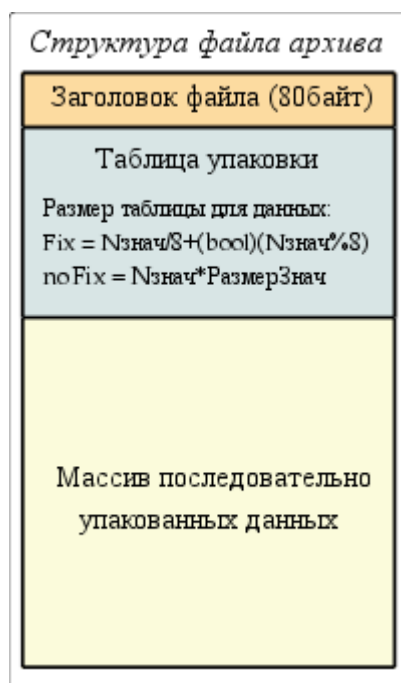 Структура файла архива
Заголовок файла (80байт)
Таблица упаковки
Размер таблицы для данных:
Fix = Nзнач/8+(bool)(Nзнач%8)
noFix = Nзнач*РазмерЗнач
Массив последовательно
упакованных данных